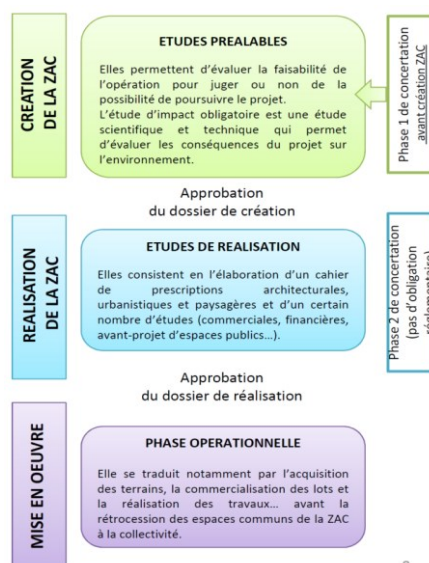 CREATION
DE LA ZAC
ETUDES PREALABLES
Elles permettent d'évaluer la faisabilité de
l'opération pour juger ou non de la
possibilité de poursuivre le projet.
L'étude d'impact obligatoire est une étude
scientifique et technique qui permet
d'évaluer les conséquences du projet sur
l'environnement.
Phase 1 de concertation
avant création ZAC
Approbation
du dossier de création
REALISATION
DE LA ZAC
ETUDES DE REALISATION
Elles consistent en l'élaboration d'un cahier
de prescriptions architecturales,
urbanistiques et paysagères et d'un certain
nombre d'études (commerciales, financières,
avant-projet d'espaces publics...).
Phase 2 de concertation
(pas d'obligation
réglementaire)
Approbation
du dossier de réalisation
MISE EN OEUVRE
PHASE OPERATIONNELLE
Elle se traduit notamment par l'acquisition
des terrains, la commercialisation des lots et
la réalisation des travaux... avant la
rétrocession des espaces communs de la ZAC
à la collectivité.